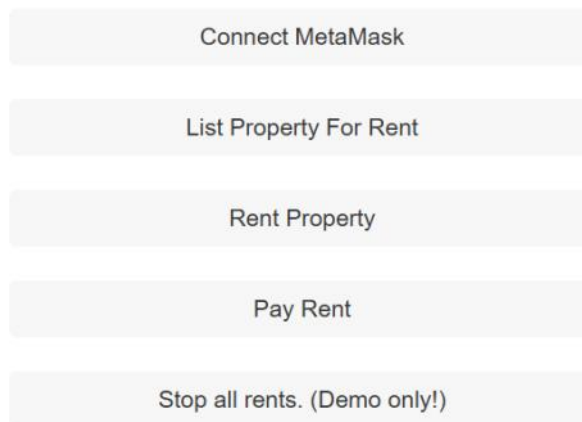 Connect MetaMask
List Property For Rent
Rent Property
Pay Rent
Stop all rents. (Demo only!)